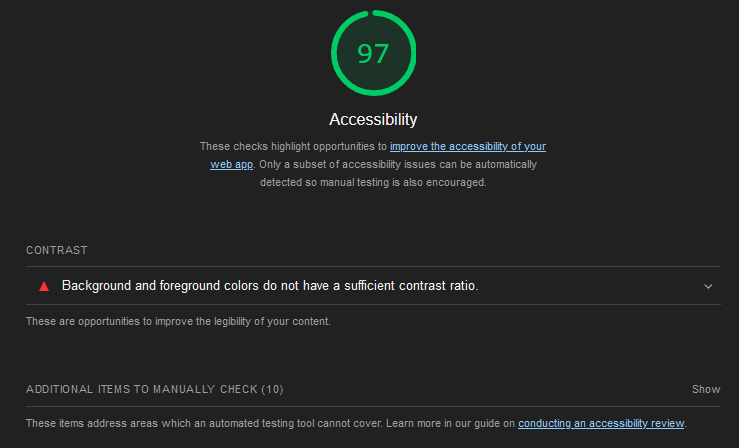 97
Accessibility
These checks highlight opportunities to improve the accessibility of your
web app. Only a subset of accessibility issues can be automatically
detected so manual testing is also encouraged.
CONTRAST
Background and foreground colors do not have a sufficient contrast ratio.
These are opportunities to improve the legibility of your content.
ADDITIONAL ITEMS TO MANUALLY CHECK (10) Show
These items address areas which an automated testing tool cannot cover. Learn more in our guide on conducting an accessibility review.